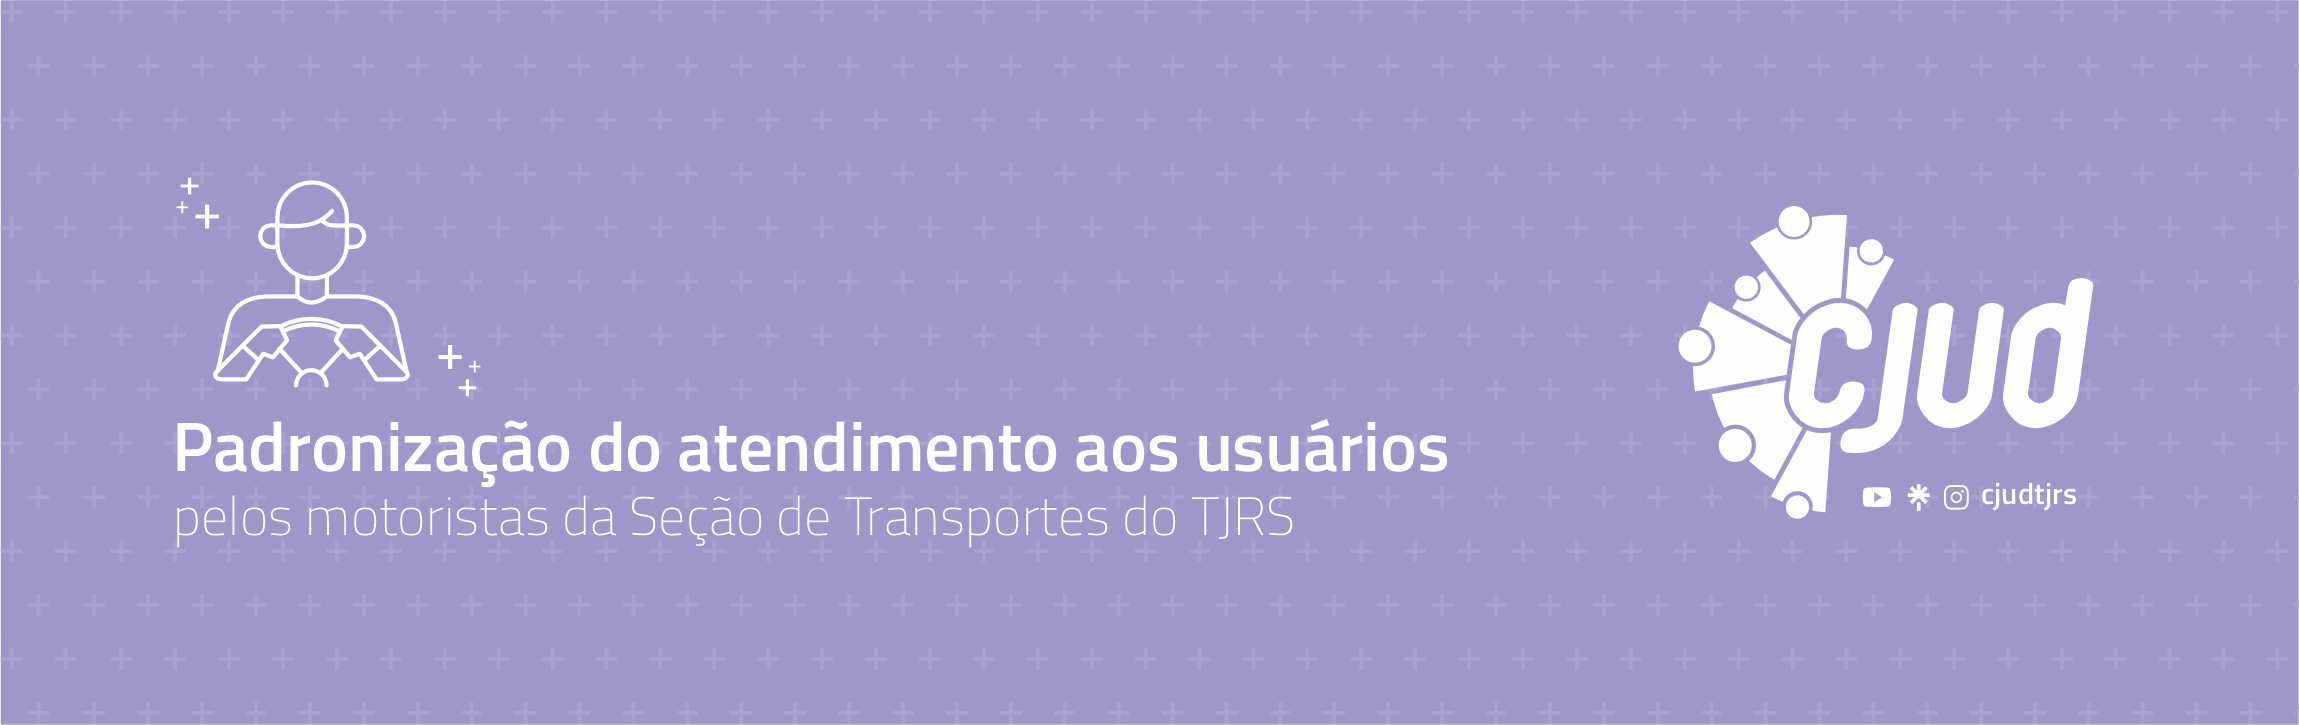 Padronização do atendimento aos usuários
pelos motoristas da Seção de Transportes do TJRS
cjud
cjudtjrs